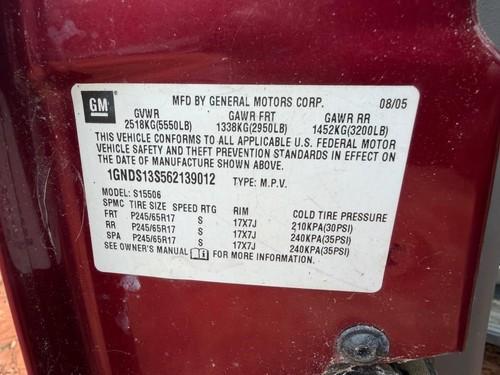 GM MFD BY GENERAL MOTORS CORP. 08/05
GVWR GAWR FRT GAWR RR
2518KG(5550LB) 1338KG(2950LB) 1452KG(3200LB)
THIS VEHICLE CONFORMS TO ALL APPLICABLE U.S. FEDERAL MOTOR
VEHICLE SAFETY AND THEFT PREVENTION STANDARDS IN EFFECT ON
THE DATE OF MANUFACTURE SHOWN ABOVE.
1GNDS13S562139012 TYPE: M.P.V.
MODEL: S15506
SPMC TIRE SIZE SPEED RTG RIM COLD TIRE PRESSURE
FRT P245/65R17 S 17X7J 210KPA(30PSI)
RR P245/65R17 S 17X7J 240KPA(35PSI)
SPA P245/65R17 S 17X7J 240KPA(35PSI)
SEE OWNER'S MANUAL FOR MORE INFORMATION.